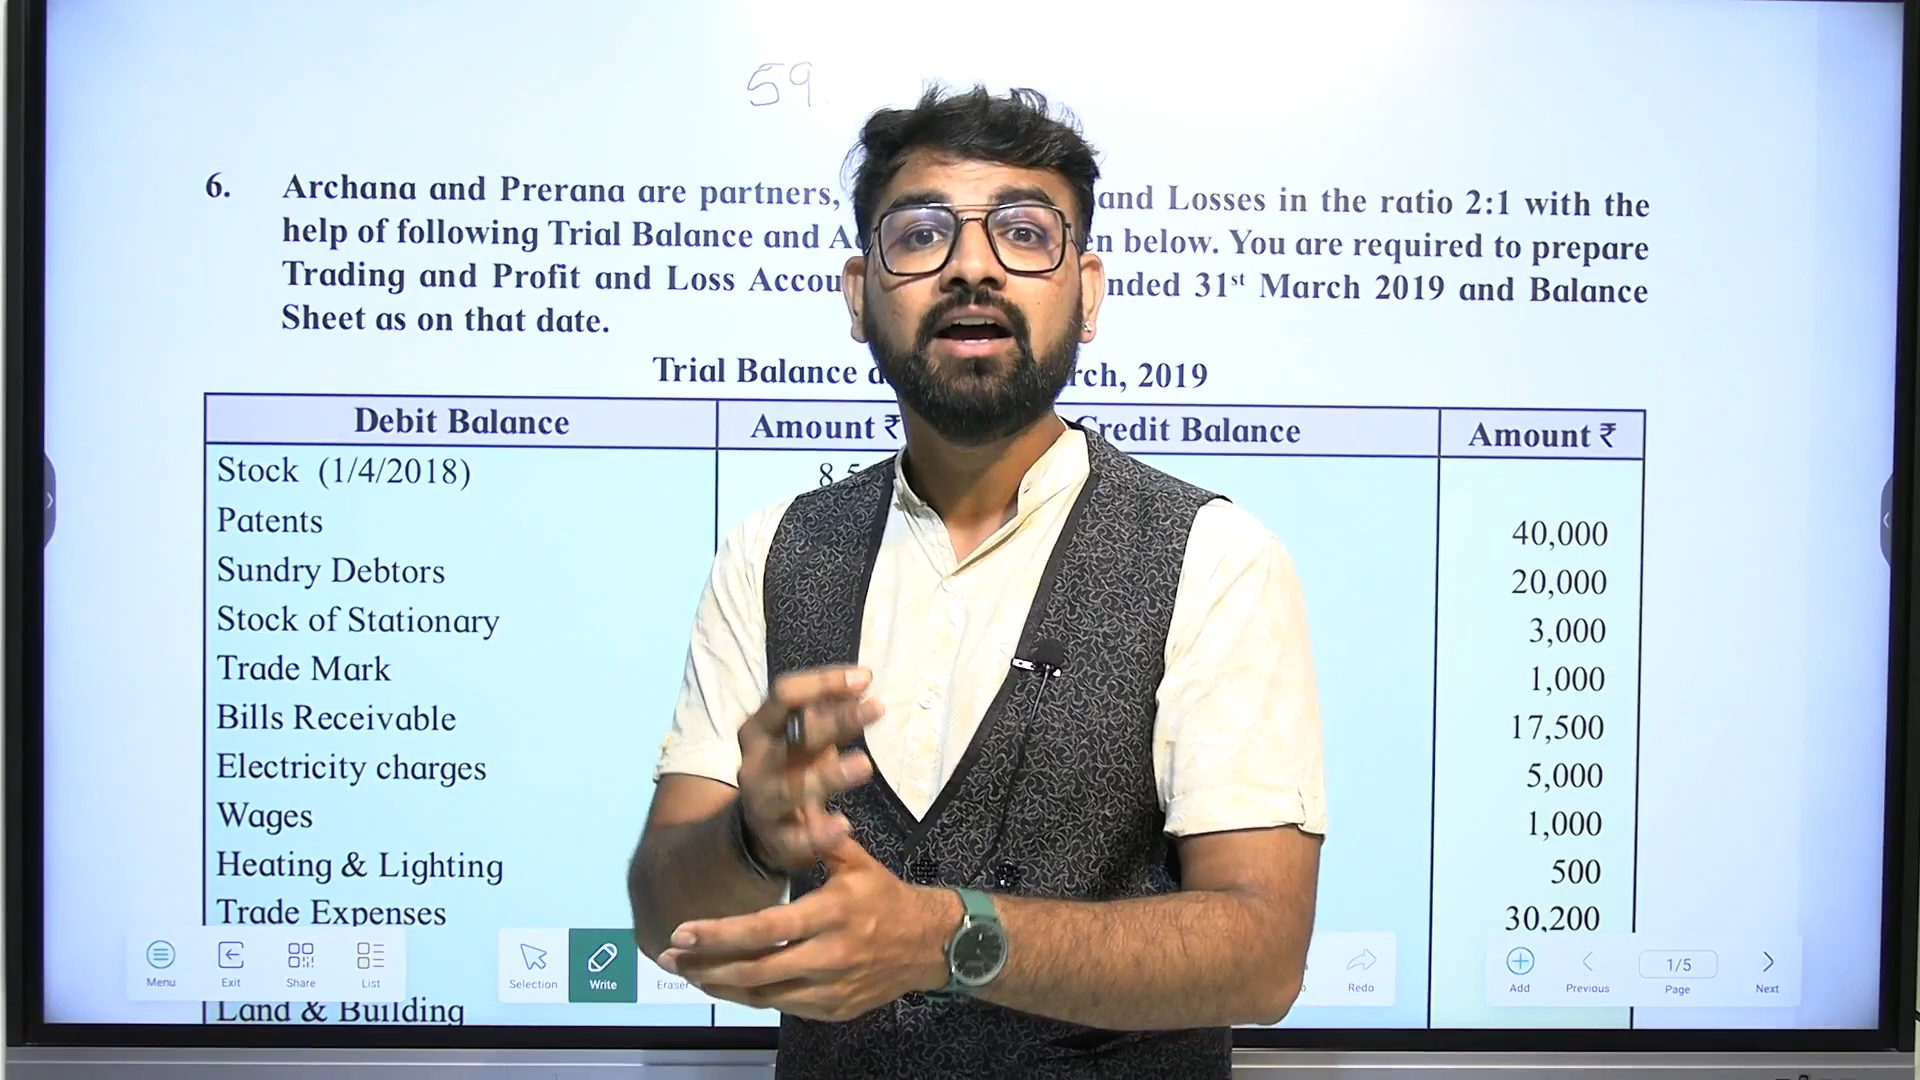 59.
6. Archana and Prerana are partners, and Losses in the ratio 2:1 with the
help of following Trial Balance and below. You are required to prepare
Trading and Profit and Loss 31st March 2019 and Balance
Sheet as on that date.
Trial Balance 2019
Debit Balance Amount ₹ Credit Balance Amount ₹
Stock (1/4/2018)
Patents 40,000
Sundry Debtors 20,000
Stock of Stationary 3,000
Trade Mark 1,000
Bills Receivable 17,500
Electricity charges 5,000
Wages 1,000
Heating & Lighting 500
Trade Expenses 30,200
Menu Exit Share List Selection Write Eraser Redo Add Previous 1/5 Page Next
Land & Building